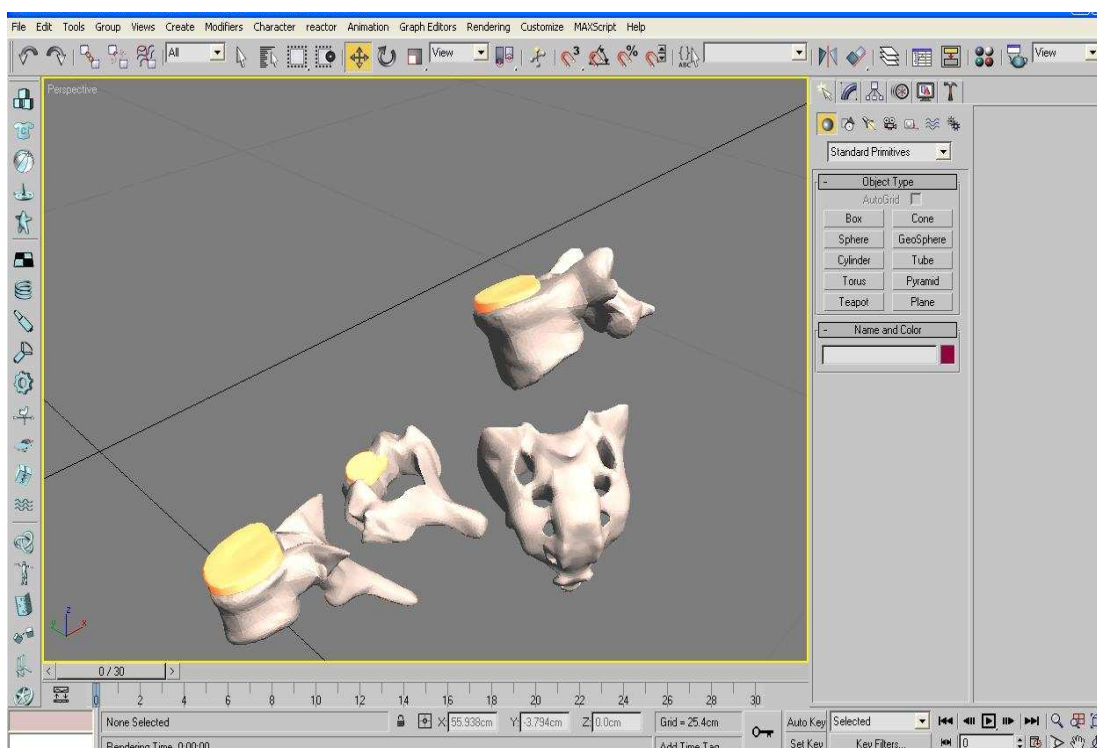 File Edit Tools Group Views Create Modifiers Character reactor Animation Graph Editors Rendering Customize MAXScript Help
All View View
Perspective
Standard Primitives
- Object Type
AutoGrid
Box Cone
Sphere GeoSphere
Cylinder Tube
Torus Pyramid
Teapot Plane
- Name and Color
z
y x
< 0 / 30 >
0 2 4 6 8 10 12 14 16 18 20 22 24 26 28 30
None Selected X: 55.938cm Y: -3.794cm Z: 0.0cm Grid = 25.4cm Auto Key Selected
Rendering Time 0:00:00 Add Time Tag Set Key Key Filters... 0